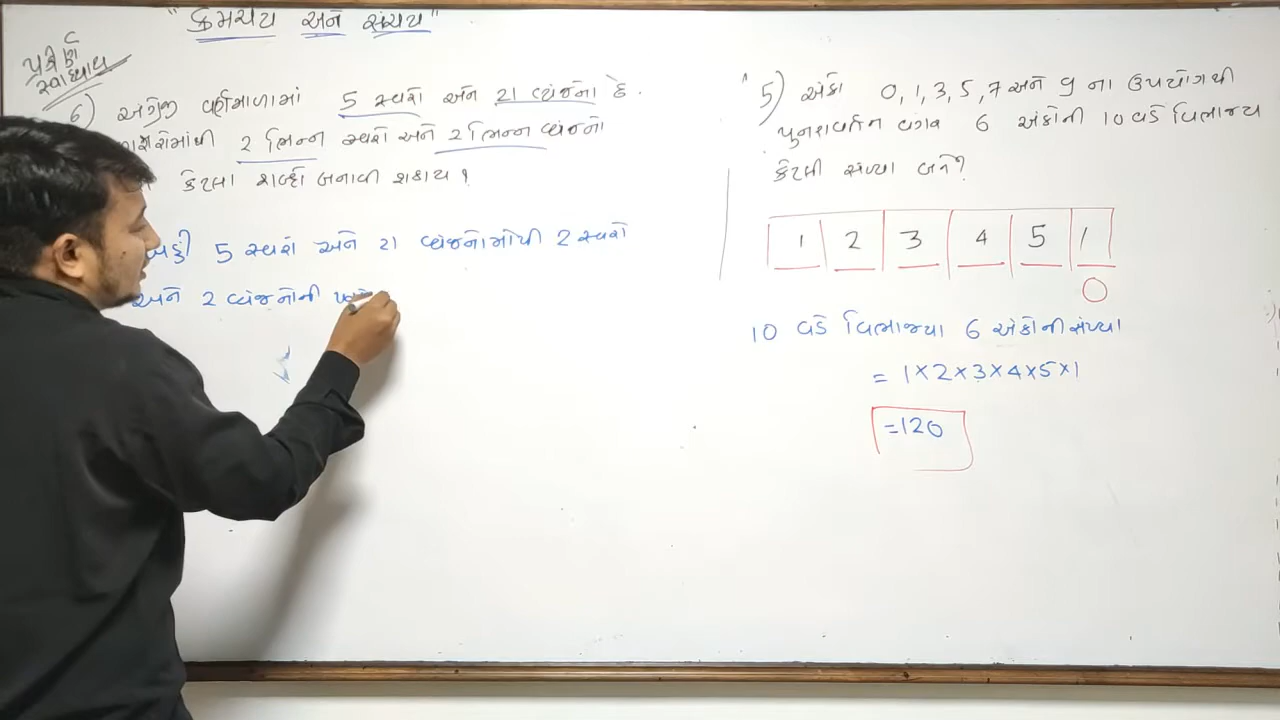 "ક્રમચય અને સંચય"
પ્રકીર્ણ
સ્વાધ્યાય
6) અંગ્રેજી વર્ણમાળામાં 5 સ્વરો અને 21 વ્યંજનો છે.
2 ભિન્ન સ્વરો અને 2 ભિન્ન વ્યંજનો
કેટલા શબ્દો બનાવી શકાય ?
અહીં 5 સ્વરો અને 21 વ્યંજનોમાંથી 2 સ્વરો
અને 2 વ્યંજનોની
5) અંકો 0, 1, 3, 5, 7 અને 9 ના ઉપયોગથી
પુનરાવર્તન વગર 6 અંકોની 10 વડે વિભાજ્ય
કેટલી સંખ્યા બને?
1 2 3 4 5 1
0
10 વડે વિભાજ્યા 6 અંકોની સંખ્યા
= 1×2×3×4×5×1
=120